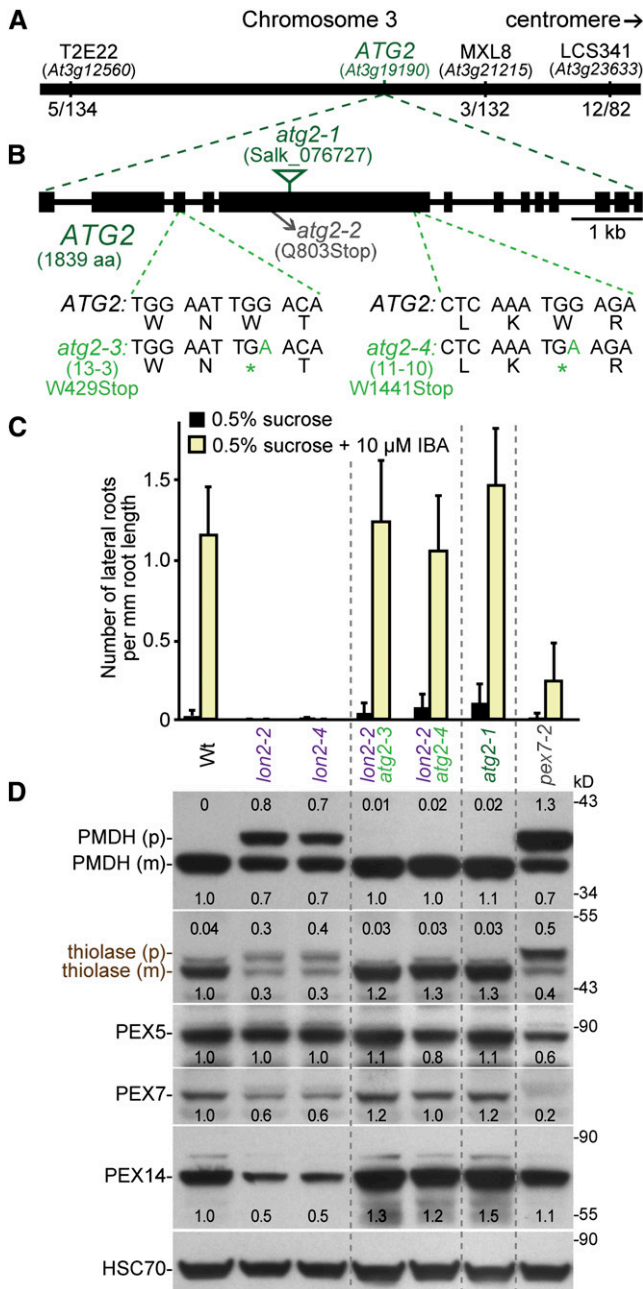 A
Chromosome 3
centromere→
T2E22
ATG2
MXL8
LCS341
(At3g12560)
(At3g19190)
(At3g21215)
(At3g23633)
5/134
3/132
12/82
B
atg2-1
(Salk_076727)
ATG2
(1839 aa)
atg2-2
(Q803Stop)
1 kb
ATG2: TGG AAT TGG ACA
W N W T
atg2-3: TGG AAT TGA ACA
(13-3) W N * T
W429Stop
ATG2: CTC AAA TGG AGA
L K W R
atg2-4: CTC AAA TGA AGA
(11-10) L K * R
W1441Stop
C
0.5% sucrose
0.5% sucrose + 10 µM IBA
Number of lateral roots
per mm root length
1.5
1.0
0.5
0
Wt
lon2-2
lon2-4
lon2-2
atg2-3
lon2-2
atg2-4
atg2-1
pex7-2
D
kD
0 0.8 0.7 0.01 0.02 0.02 1.3
-43
PMDH (p)-
PMDH (m)-
1.0 0.7 0.7 1.0 1.0 1.1 0.7
-34
-55
0.04 0.3 0.4 0.03 0.03 0.03 0.5
thiolase (p)-
thiolase (m)-
1.0 0.3 0.3 1.2 1.3 1.3 0.4
-43
PEX5-
-90
1.0 1.0 1.0 1.1 0.8 1.1 0.6
PEX7-
1.0 0.6 0.6 1.2 1.0 1.2 0.2
-90
PEX14-
1.0 0.5 0.5 1.3 1.2 1.5 1.1
-55
-90
HSC70-